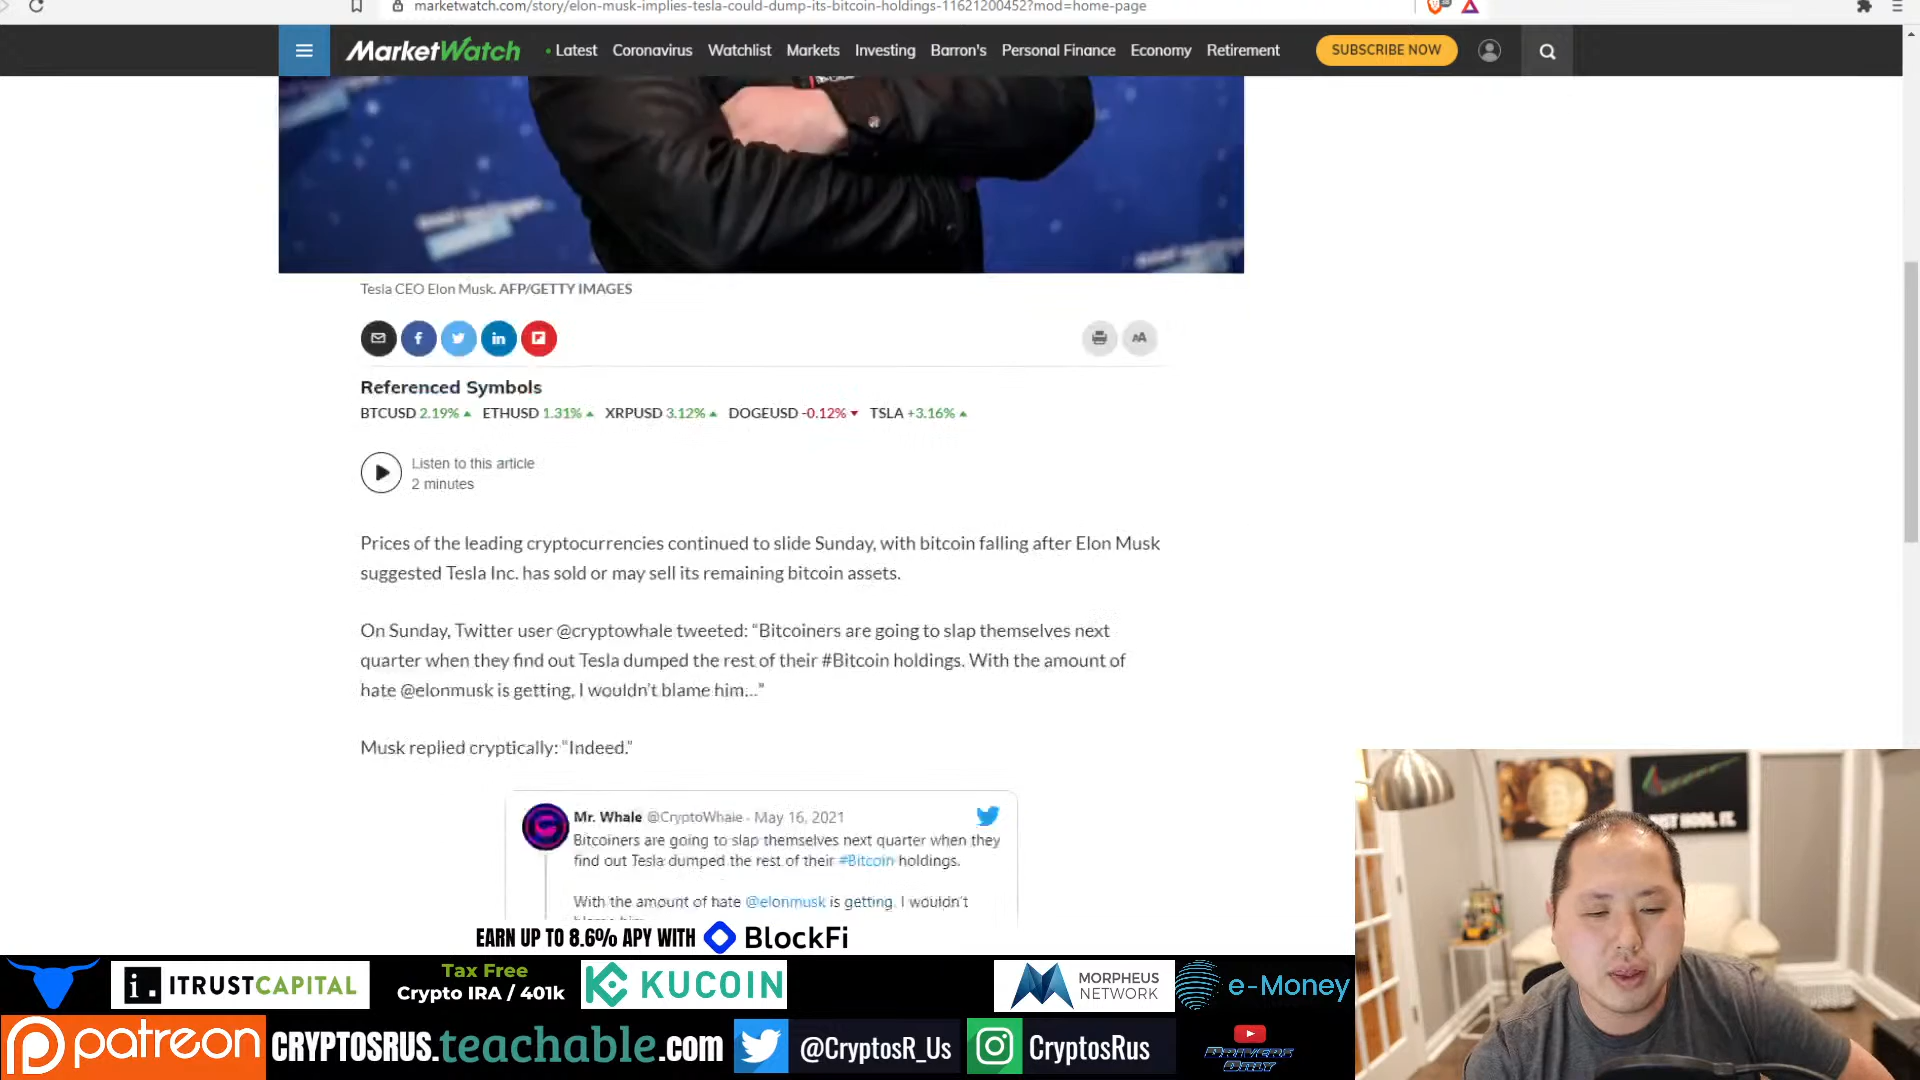 marketwatch.com/story/elon-musk-implies-tesla-could-dump-its-bitcoin-holdings-11621200452?mod=home-page
MarketWatch
Latest Coronavirus Watchlist Markets Investing Barron's Personal Finance Economy Retirement
SUBSCRIBE NOW
Tesla CEO Elon Musk. AFP/GETTY IMAGES
Referenced Symbols
BTCUSD 2.19% ETHUSD 1.31% XRPUSD 3.12% DOGEUSD -0.12% TSLA +3.16%
Listen to this article
2 minutes
Prices of the leading cryptocurrencies continued to slide Sunday, with bitcoin falling after Elon Musk
suggested Tesla Inc. has sold or may sell its remaining bitcoin assets.
On Sunday, Twitter user @cryptowhale tweeted: “Bitcoiners are going to slap themselves next
quarter when they find out Tesla dumped the rest of their #Bitcoin holdings. With the amount of
hate @elonmusk is getting, I wouldn’t blame him…”
Musk replied cryptically: “Indeed.”
Mr. Whale @CryptoWhale · May 16, 2021
Bitcoiners are going to slap themselves next quarter when they
find out Tesla dumped the rest of their #Bitcoin holdings.
With the amount of hate @elonmusk is getting, I wouldn’t
EARN UP TO 8.6% APY WITH BlockFi
i. ITRUSTCAPITAL
Tax Free
Crypto IRA / 401k
KUCOIN
MORPHEUS
NETWORK
e-Money
patreon
CRYPTOSRUS.teachable.com
@CryptosR_Us
CryptosRus
DRIVERS
ONLY